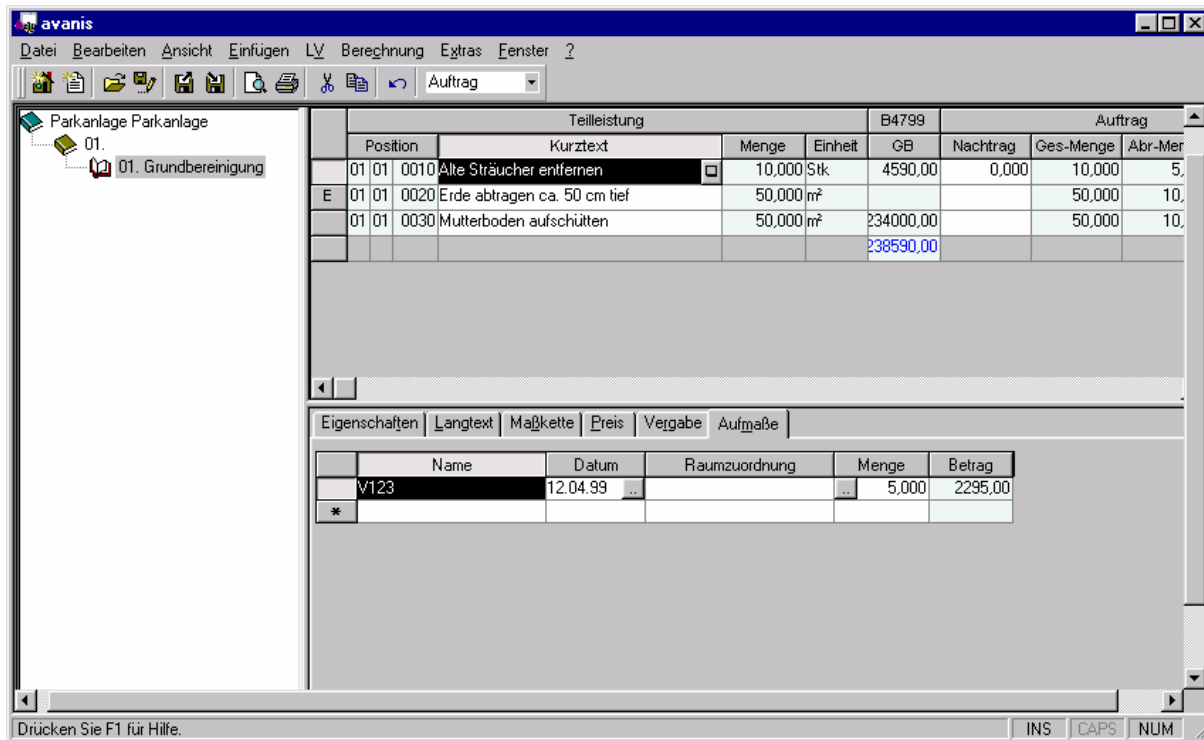 avanis
Datei Bearbeiten Ansicht Einfügen LV Berechnung Extras Fenster ?
Auftrag
Parkanlage Parkanlage
01.
01. Grundbereinigung
Teilleistung B4799 Auftrag
Position Kurztext Menge Einheit GB Nachtrag Ges-Menge Abr-Men
01 01 0010 Alte Sträucher entfernen 10,000 Stk 4590,00 0,000 10,000 5,
E 01 01 0020 Erde abtragen ca. 50 cm tief 50,000 m² 50,000 10,
01 01 0030 Mutterboden aufschütten 50,000 m² 234000,00 50,000 10,
238590,00
Eigenschaften Langtext Maßkette Preis Vergabe Aufmaße
Name Datum Raumzuordnung Menge Betrag
V123 12.04.99 .. .. 5,000 2295,00
*
Drücken Sie F1 für Hilfe. INS CAPS NUM